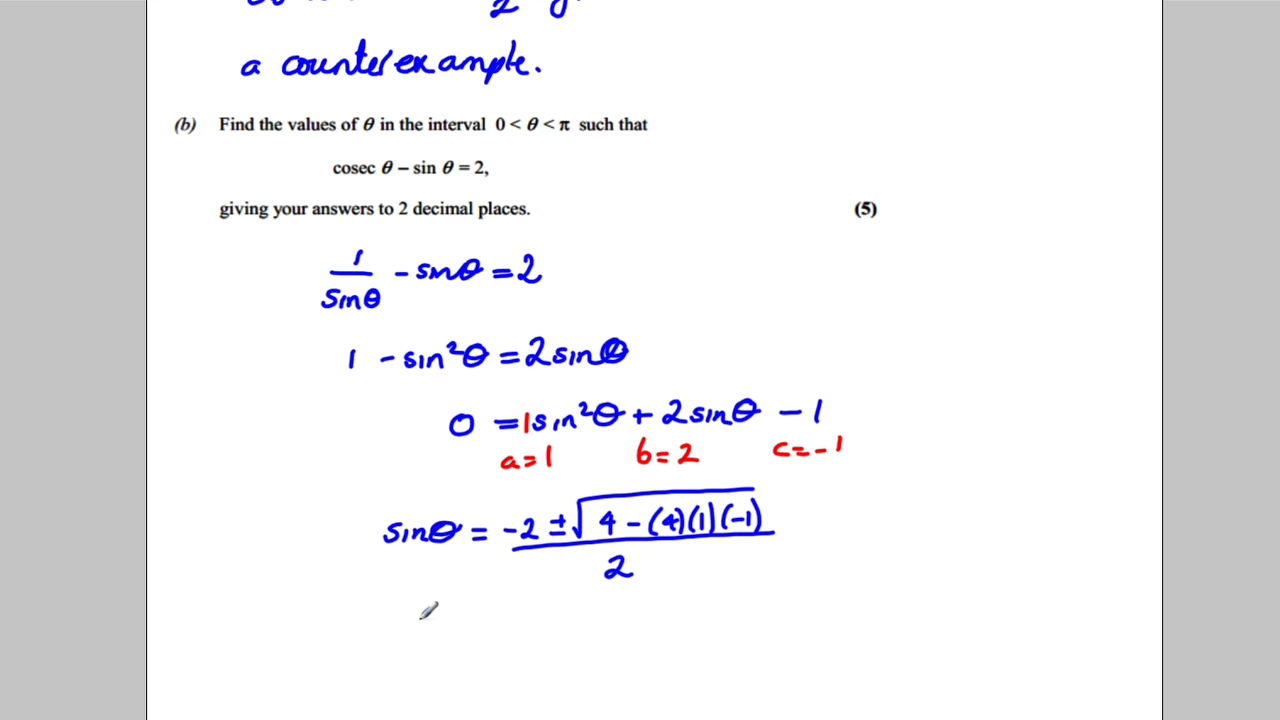 a counterexample.
(b) Find the values of θ in the interval 0 < θ < π such that
cosec θ – sin θ = 2,
giving your answers to 2 decimal places. (5)
1/sinθ - sinθ = 2
1 - sin²θ = 2sinθ
0 = 1sin²θ + 2sinθ - 1
a=1 b=2 c=-1
sinθ = (-2 ± √(4 - (4)(1)(-1)))/2